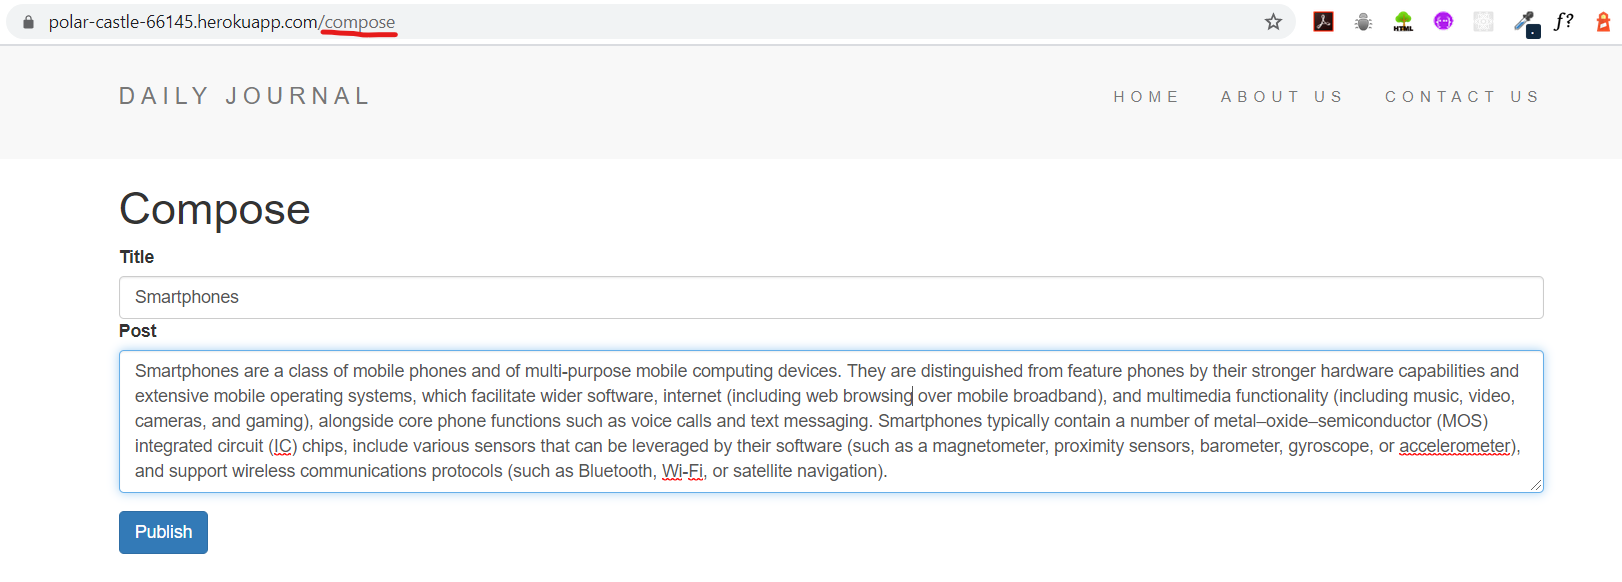 polar-castle-66145.herokuapp.com/compose
HTML
f?
DAILY JOURNAL
HOME ABOUT US CONTACT US
Compose
Title
Smartphones
Post
Smartphones are a class of mobile phones and of multi-purpose mobile computing devices. They are distinguished from feature phones by their stronger hardware capabilities and
extensive mobile operating systems, which facilitate wider software, internet (including web browsing over mobile broadband), and multimedia functionality (including music, video,
cameras, and gaming), alongside core phone functions such as voice calls and text messaging. Smartphones typically contain a number of metal–oxide–semiconductor (MOS)
integrated circuit (IC) chips, include various sensors that can be leveraged by their software (such as a magnetometer, proximity sensors, barometer, gyroscope, or accelerometer),
and support wireless communications protocols (such as Bluetooth, Wi-Fi, or satellite navigation).
Publish